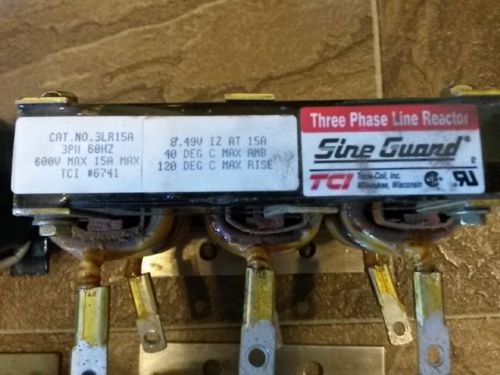 CAT.NO.3LR15A
3PH 60HZ
600V MAX 15A MAX
TCI #6741
8.49V IZ AT 15A
40 DEG C MAX AMB
120 DEG C MAX RISE
Three Phase Line Reactor
Sine Guard®
TCI Trans-Coil, Inc.
Milwaukee, Wisconsin